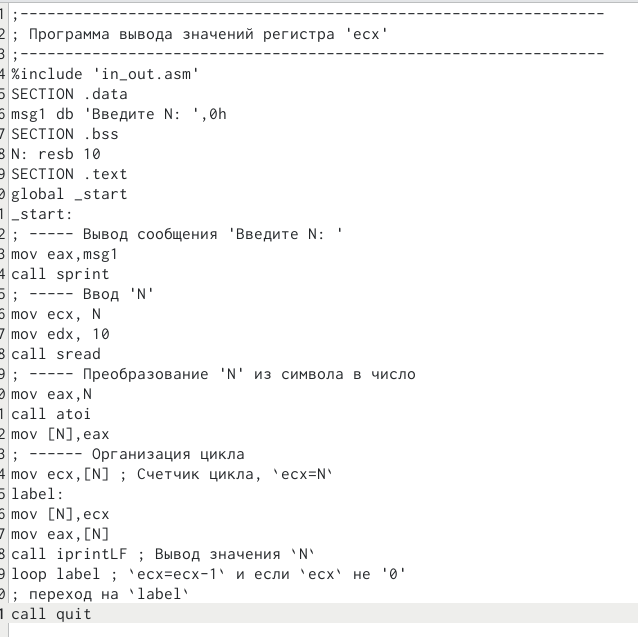 1 ;-----------------------------------------------------------------
2 ; Программа вывода значений регистра 'ecx'
3 ;-----------------------------------------------------------------
4 %include 'in_out.asm'
5 SECTION .data
6 msg1 db 'Введите N: ',0h
7 SECTION .bss
8 N: resb 10
9 SECTION .text
0 global _start
1 _start:
2 ; ----- Вывод сообщения 'Введите N: '
3 mov eax,msg1
4 call sprint
5 ; ----- Ввод 'N'
6 mov ecx, N
7 mov edx, 10
8 call sread
9 ; ----- Преобразование 'N' из символа в число
0 mov eax,N
1 call atoi
2 mov [N],eax
3 ; ------ Организация цикла
4 mov ecx,[N] ; Счетчик цикла, `ecx=N`
5 label:
6 mov [N],ecx
7 mov eax,[N]
8 call iprintLF ; Вывод значения `N`
9 loop label ; `ecx=ecx-1` и если `ecx` не '0'
0 ; переход на `label`
1 call quit